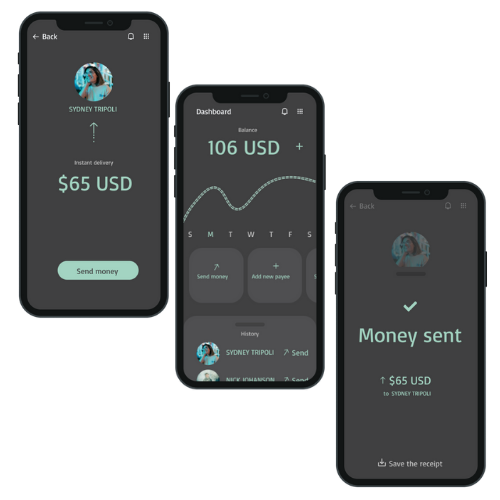 Back
SYDNEY TRIPOLI
Instant delivery
$65 USD
Send money
Dashboard
Balance
106 USD +
S M T W T F S
Send money
Add new payee
History
SYDNEY TRIPOLI Send
NICK JOHANSON Send
Back
Money sent
$65 USD
to SYDNEY TRIPOLI
Save the receipt